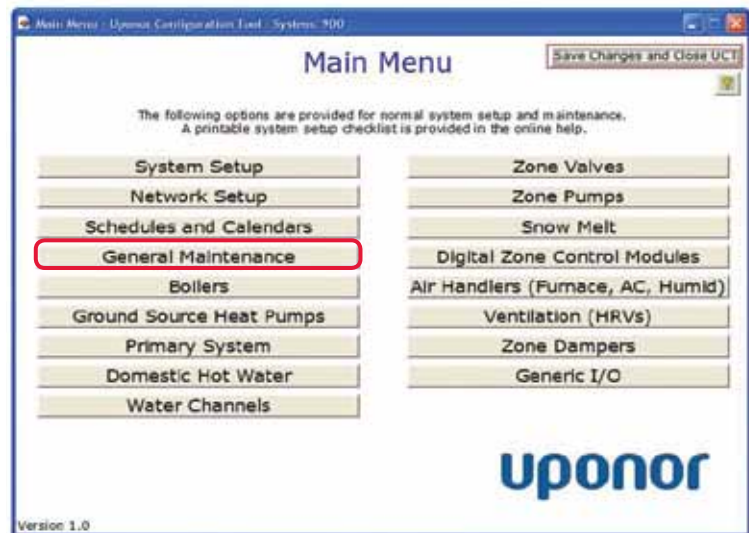 Main Menu - Uponor Configuration Tool - System: 900
Main Menu
Save Changes and Close UCT
?
The following options are provided for normal system setup and maintenance.
A printable system setup checklist is provided in the online help.
System Setup
Network Setup
Schedules and Calendars
General Maintenance
Boilers
Ground Source Heat Pumps
Primary System
Domestic Hot Water
Water Channels
Zone Valves
Zone Pumps
Snow Melt
Digital Zone Control Modules
Air Handlers (Furnace, AC, Humid)
Ventilation (HRVs)
Zone Dampers
Generic I/O
uponor
Version 1.0